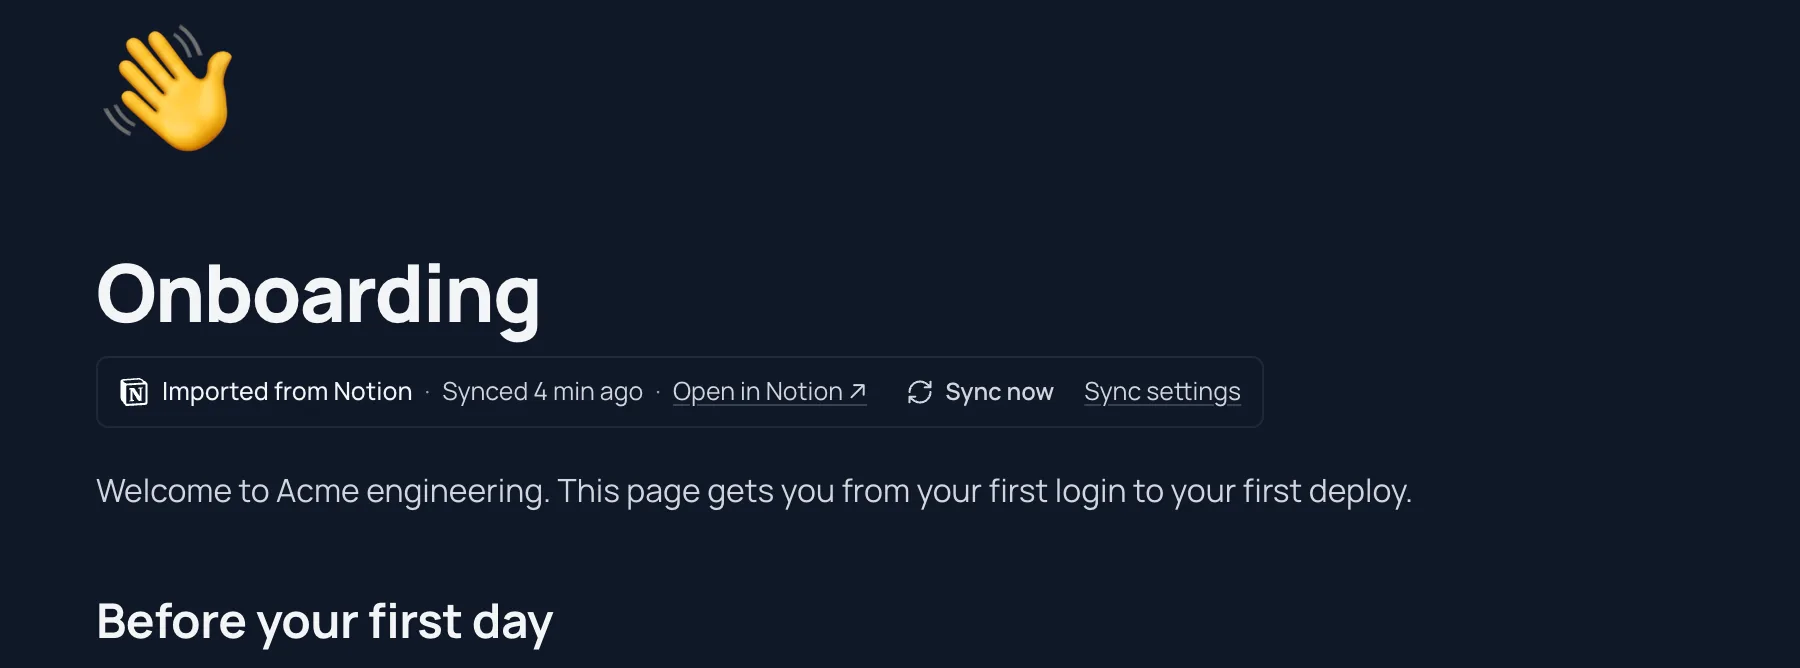 Onboarding
Imported from Notion · Synced 4 min ago · Open in Notion ↗ Sync now Sync settings
Welcome to Acme engineering. This page gets you from your first login to your first deploy.
Before your first day